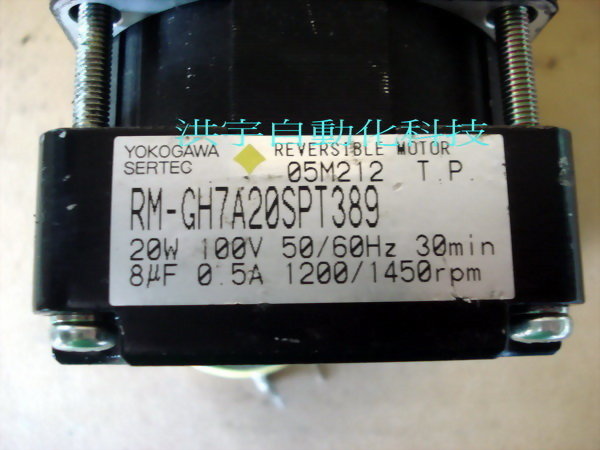 洪宇自動化科技
YOKOGAWA
SERTEC
REVERSIBLE MOTOR
05M212 T.P.
RM-GH7A20SPT389
20W 100V 50/60Hz 30min
8μF 0.5A 1200/1450rpm